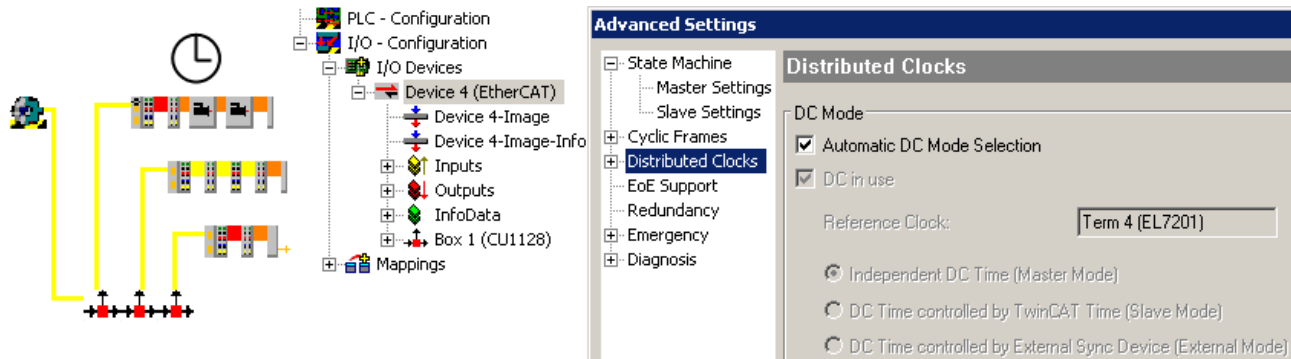 PLC - Configuration
I/O - Configuration
I/O Devices
Device 4 (EtherCAT)
Device 4-Image
Device 4-Image-Info
Inputs
Outputs
InfoData
Box 1 (CU1128)
Mappings
Advanced Settings
State Machine
Master Settings
Slave Settings
Cyclic Frames
Distributed Clocks
EoE Support
Redundancy
Emergency
Diagnosis
Distributed Clocks
DC Mode
Automatic DC Mode Selection
DC in use
Reference Clock: Term 4 (EL7201)
Independent DC Time (Master Mode)
DC Time controlled by TwinCAT Time (Slave Mode)
DC Time controlled by External Sync Device (External Mode)